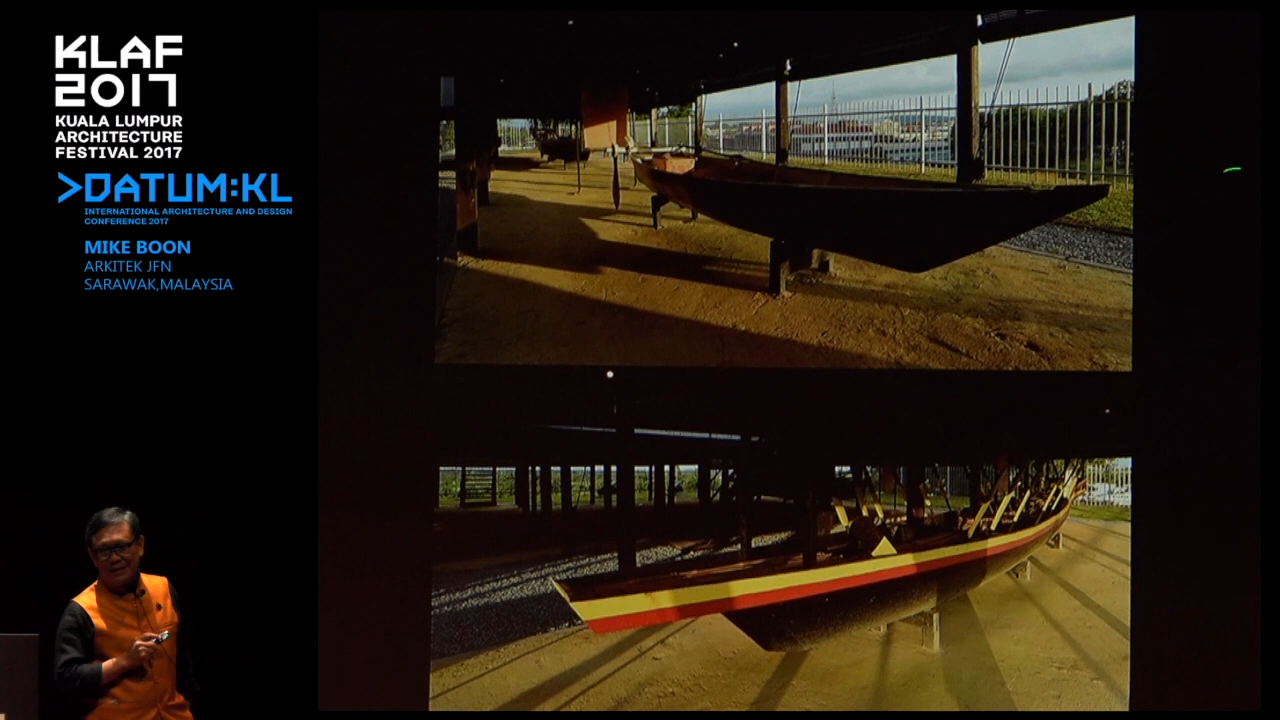 KLAF
2017
KUALA LUMPUR
ARCHITECTURE
FESTIVAL 2017
>DATUM:KL
INTERNATIONAL ARCHITECTURE AND DESIGN
CONFERENCE 2017
MIKE BOON
ARKITEK JFN
SARAWAK,MALAYSIA